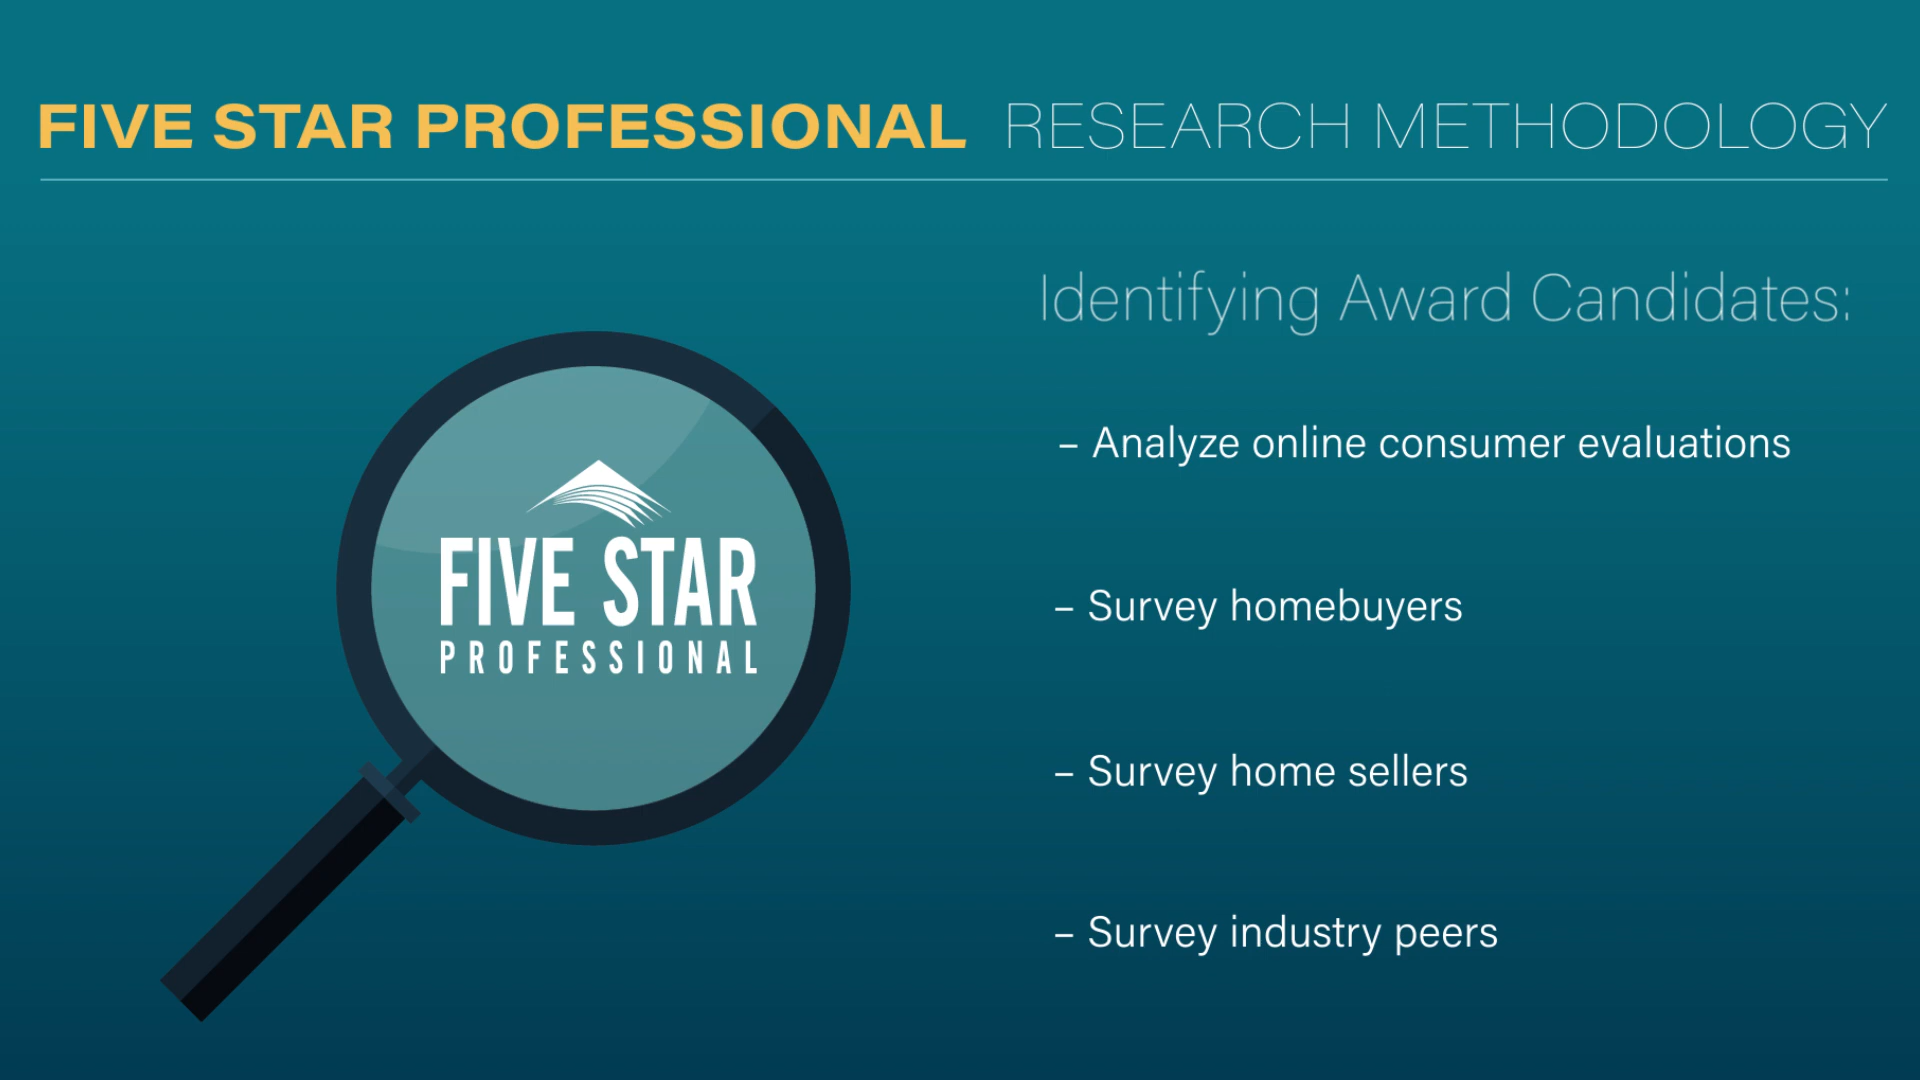 FIVE STAR PROFESSIONAL RESEARCH METHODOLOGY
FIVE STAR
PROFESSIONAL
Identifying Award Candidates:
– Analyze online consumer evaluations
– Survey homebuyers
– Survey home sellers
– Survey industry peers